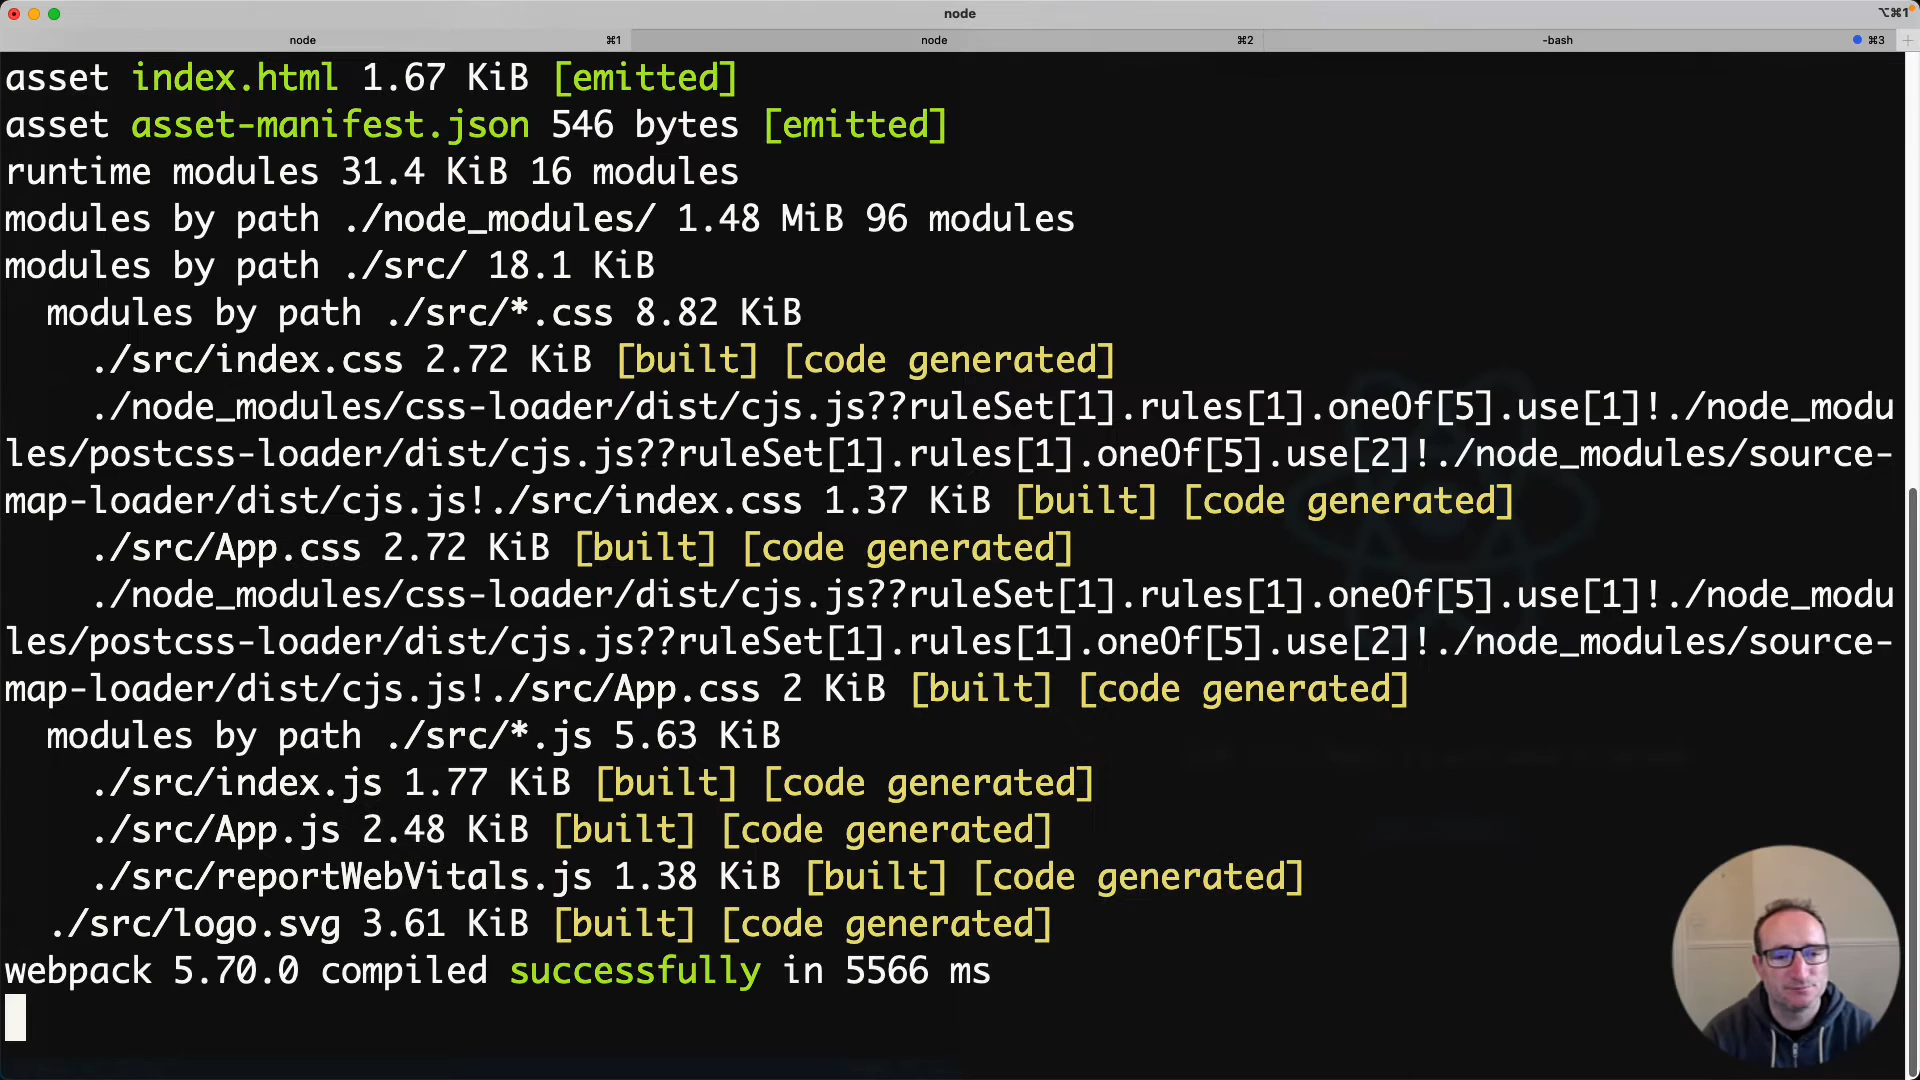 node
⌥⌘1
node ⌘1 node ⌘2 -bash ⌘3
asset index.html 1.67 KiB [emitted]
asset asset-manifest.json 546 bytes [emitted]
runtime modules 31.4 KiB 16 modules
modules by path ./node_modules/ 1.48 MiB 96 modules
modules by path ./src/ 18.1 KiB
  modules by path ./src/*.css 8.82 KiB
    ./src/index.css 2.72 KiB [built] [code generated]
    ./node_modules/css-loader/dist/cjs.js??ruleSet[1].rules[1].oneOf[5].use[1]!./node_modu
les/postcss-loader/dist/cjs.js??ruleSet[1].rules[1].oneOf[5].use[2]!./node_modules/source-
map-loader/dist/cjs.js!./src/index.css 1.37 KiB [built] [code generated]
    ./src/App.css 2.72 KiB [built] [code generated]
    ./node_modules/css-loader/dist/cjs.js??ruleSet[1].rules[1].oneOf[5].use[1]!./node_modu
les/postcss-loader/dist/cjs.js??ruleSet[1].rules[1].oneOf[5].use[2]!./node_modules/source-
map-loader/dist/cjs.js!./src/App.css 2 KiB [built] [code generated]
  modules by path ./src/*.js 5.63 KiB
    ./src/index.js 1.77 KiB [built] [code generated]
    ./src/App.js 2.48 KiB [built] [code generated]
    ./src/reportWebVitals.js 1.38 KiB [built] [code generated]
  ./src/logo.svg 3.61 KiB [built] [code generated]
webpack 5.70.0 compiled successfully in 5566 ms